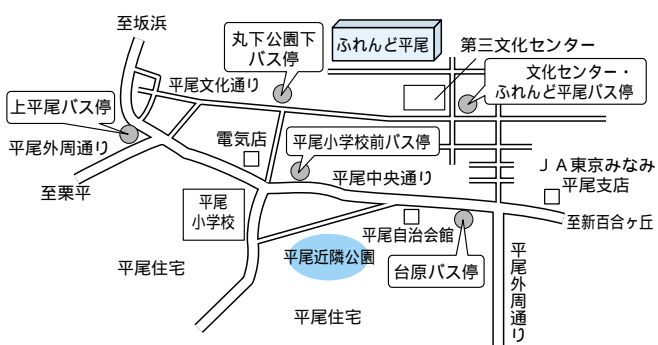 至坂浜
丸下公園下
バス停
ふれんど平尾
第三文化センター
平尾文化通り
文化センター・
ふれんど平尾バス停
上平尾バス停
電気店
平尾小学校前バス停
平尾外周通り
平尾中央通り
ＪＡ東京みなみ
平尾支店
至栗平
平尾
小学校
平尾自治会館
至新百合ヶ丘
平尾近隣公園
平尾住宅
台原バス停
平尾外周通り
平尾住宅